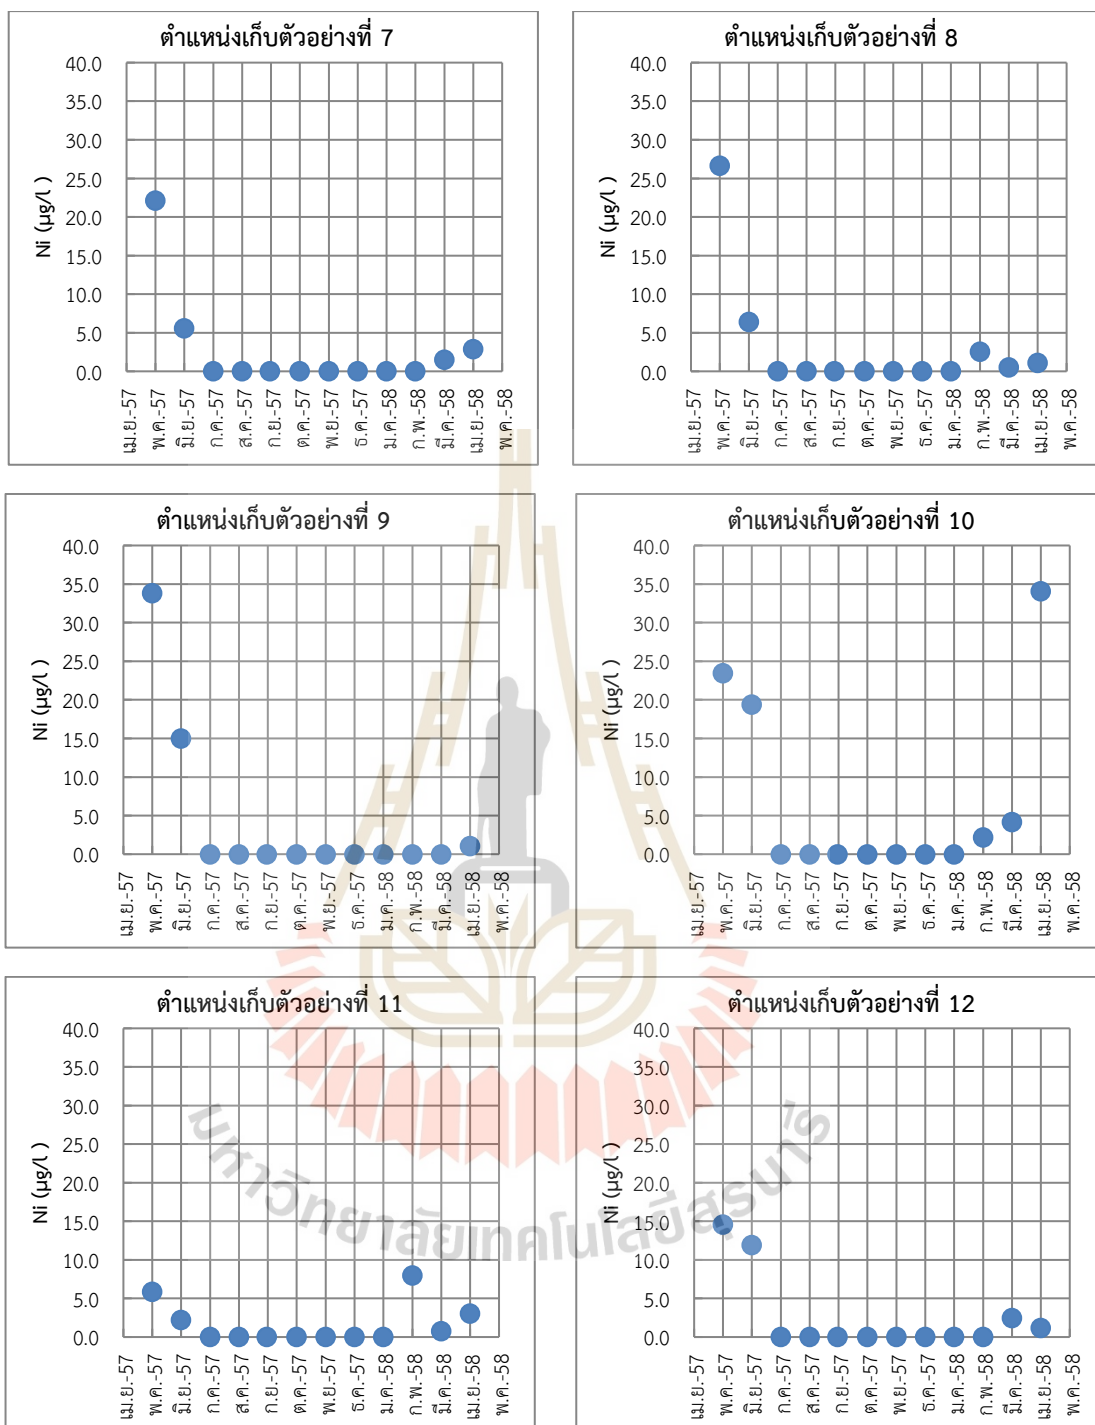 ตำแหน่งเก็บตัวอย่างที่ 7
40.0
35.0
30.0
25.0
20.0
15.0
10.0
5.0
0.0
Ni (µg/l )
เม.ย.-57
พ.ค.-57
มิ.ย.-57
ก.ค.-57
ส.ค.-57
ก.ย.-57
ต.ค.-57
พ.ย.-57
ธ.ค.-57
ม.ค.-58
ก.พ.-58
มี.ค.-58
เม.ย.-58
พ.ค.-58
ตำแหน่งเก็บตัวอย่างที่ 8
40.0
35.0
30.0
25.0
20.0
15.0
10.0
5.0
0.0
Ni (µg/l )
เม.ย.-57
พ.ค.-57
มิ.ย.-57
ก.ค.-57
ส.ค.-57
ก.ย.-57
ต.ค.-57
พ.ย.-57
ธ.ค.-57
ม.ค.-58
ก.พ.-58
มี.ค.-58
เม.ย.-58
พ.ค.-58
ตำแหน่งเก็บตัวอย่างที่ 9
40.0
35.0
30.0
25.0
20.0
15.0
10.0
5.0
0.0
Ni (µg/l )
เม.ย.-57
พ.ค.-57
มิ.ย.-57
ก.ค.-57
ส.ค.-57
ก.ย.-57
ต.ค.-57
พ.ย.-57
ธ.ค.-57
ม.ค.-58
ก.พ.-58
มี.ค.-58
เม.ย.-58
พ.ค.-58
ตำแหน่งเก็บตัวอย่างที่ 10
40.0
35.0
30.0
25.0
20.0
15.0
10.0
5.0
0.0
Ni (µg/l )
เม.ย.-57
พ.ค.-57
มิ.ย.-57
ก.ค.-57
ส.ค.-57
ก.ย.-57
ต.ค.-57
พ.ย.-57
ธ.ค.-57
ม.ค.-58
ก.พ.-58
มี.ค.-58
เม.ย.-58
พ.ค.-58
ตำแหน่งเก็บตัวอย่างที่ 11
40.0
35.0
30.0
25.0
20.0
15.0
10.0
5.0
0.0
Ni (µg/l )
เม.ย.-57
พ.ค.-57
มิ.ย.-57
ก.ค.-57
ส.ค.-57
ก.ย.-57
ต.ค.-57
พ.ย.-57
ธ.ค.-57
ม.ค.-58
ก.พ.-58
มี.ค.-58
เม.ย.-58
พ.ค.-58
ตำแหน่งเก็บตัวอย่างที่ 12
40.0
35.0
30.0
25.0
20.0
15.0
10.0
5.0
0.0
Ni (µg/l )
เม.ย.-57
พ.ค.-57
มิ.ย.-57
ก.ค.-57
ส.ค.-57
ก.ย.-57
ต.ค.-57
พ.ย.-57
ธ.ค.-57
ม.ค.-58
ก.พ.-58
มี.ค.-58
เม.ย.-58
พ.ค.-58
มหาวิทยาลัยเทคโนโลยีสุรนารี